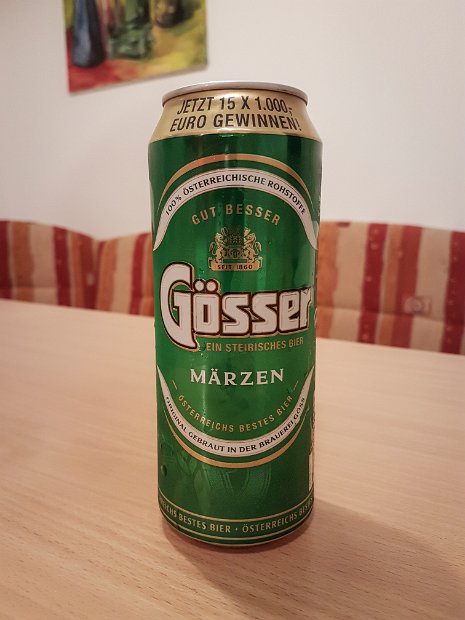 JETZT 15 X 1.000,-
EURO GEWINNEN!
100% ÖSTERREICHISCHE ROHSTOFFE
GUT BESSER
SEIT 1860
Gösser
EIN STEIRISCHES BIER
MÄRZEN
ÖSTERREICHS BESTES BIER
ORIGINAL GEBRAUT IN DER BRAUEREI GÖSS
BESTES BIER • ÖSTERREICHS BESTES